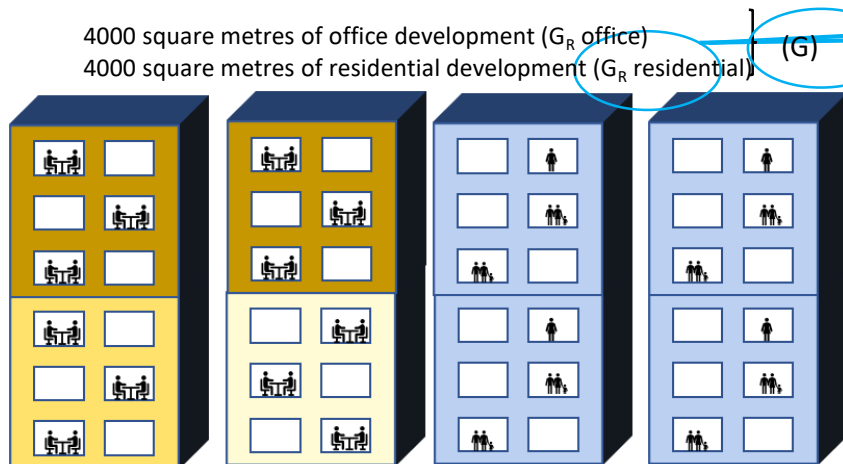 4000 square metres of office development (GR office)
4000 square metres of residential development (GR residential)
(G)